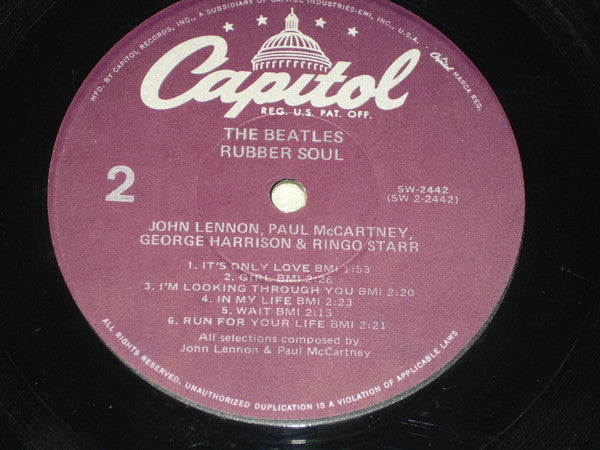 MFD. BY CAPITOL RECORDS, INC., A SUBSIDIARY OF CAPITOL INDUSTRIES-EMI, INC., U.S.A.
Capitol MARCA REG.
Capitol
REG. U.S. PAT. OFF.
THE BEATLES
RUBBER SOUL
2
SW-2442
(SW 2-2442)
JOHN LENNON, PAUL McCARTNEY,
GEORGE HARRISON & RINGO STARR
1. IT'S ONLY LOVE BMI 1:53
2. GIRL BMI 2:26
3. I'M LOOKING THROUGH YOU BMI 2:20
4. IN MY LIFE BMI 2:23
5. WAIT BMI 2:13
6. RUN FOR YOUR LIFE BMI 2:21
All selections composed by
John Lennon & Paul McCartney
ALL RIGHTS RESERVED. UNAUTHORIZED DUPLICATION IS A VIOLATION OF APPLICABLE LAWS